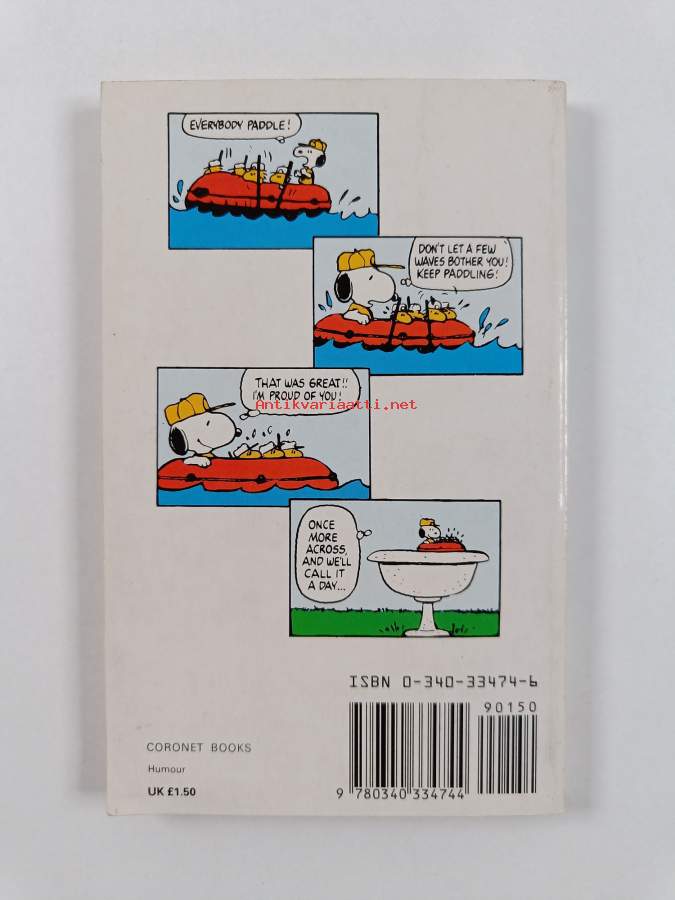 EVERYBODY PADDLE!
DON'T LET A FEW
WAVES BOTHER YOU!
KEEP PADDLING!
THAT WAS GREAT!!
I'M PROUD OF YOU!
Antikvariaatti.net
ONCE
MORE
ACROSS,
AND WE'LL
CALL IT
A DAY...
ISBN 0-340-33474-6
90150
9 780340 334744
CORONET BOOKS
Humour
UK £1.50